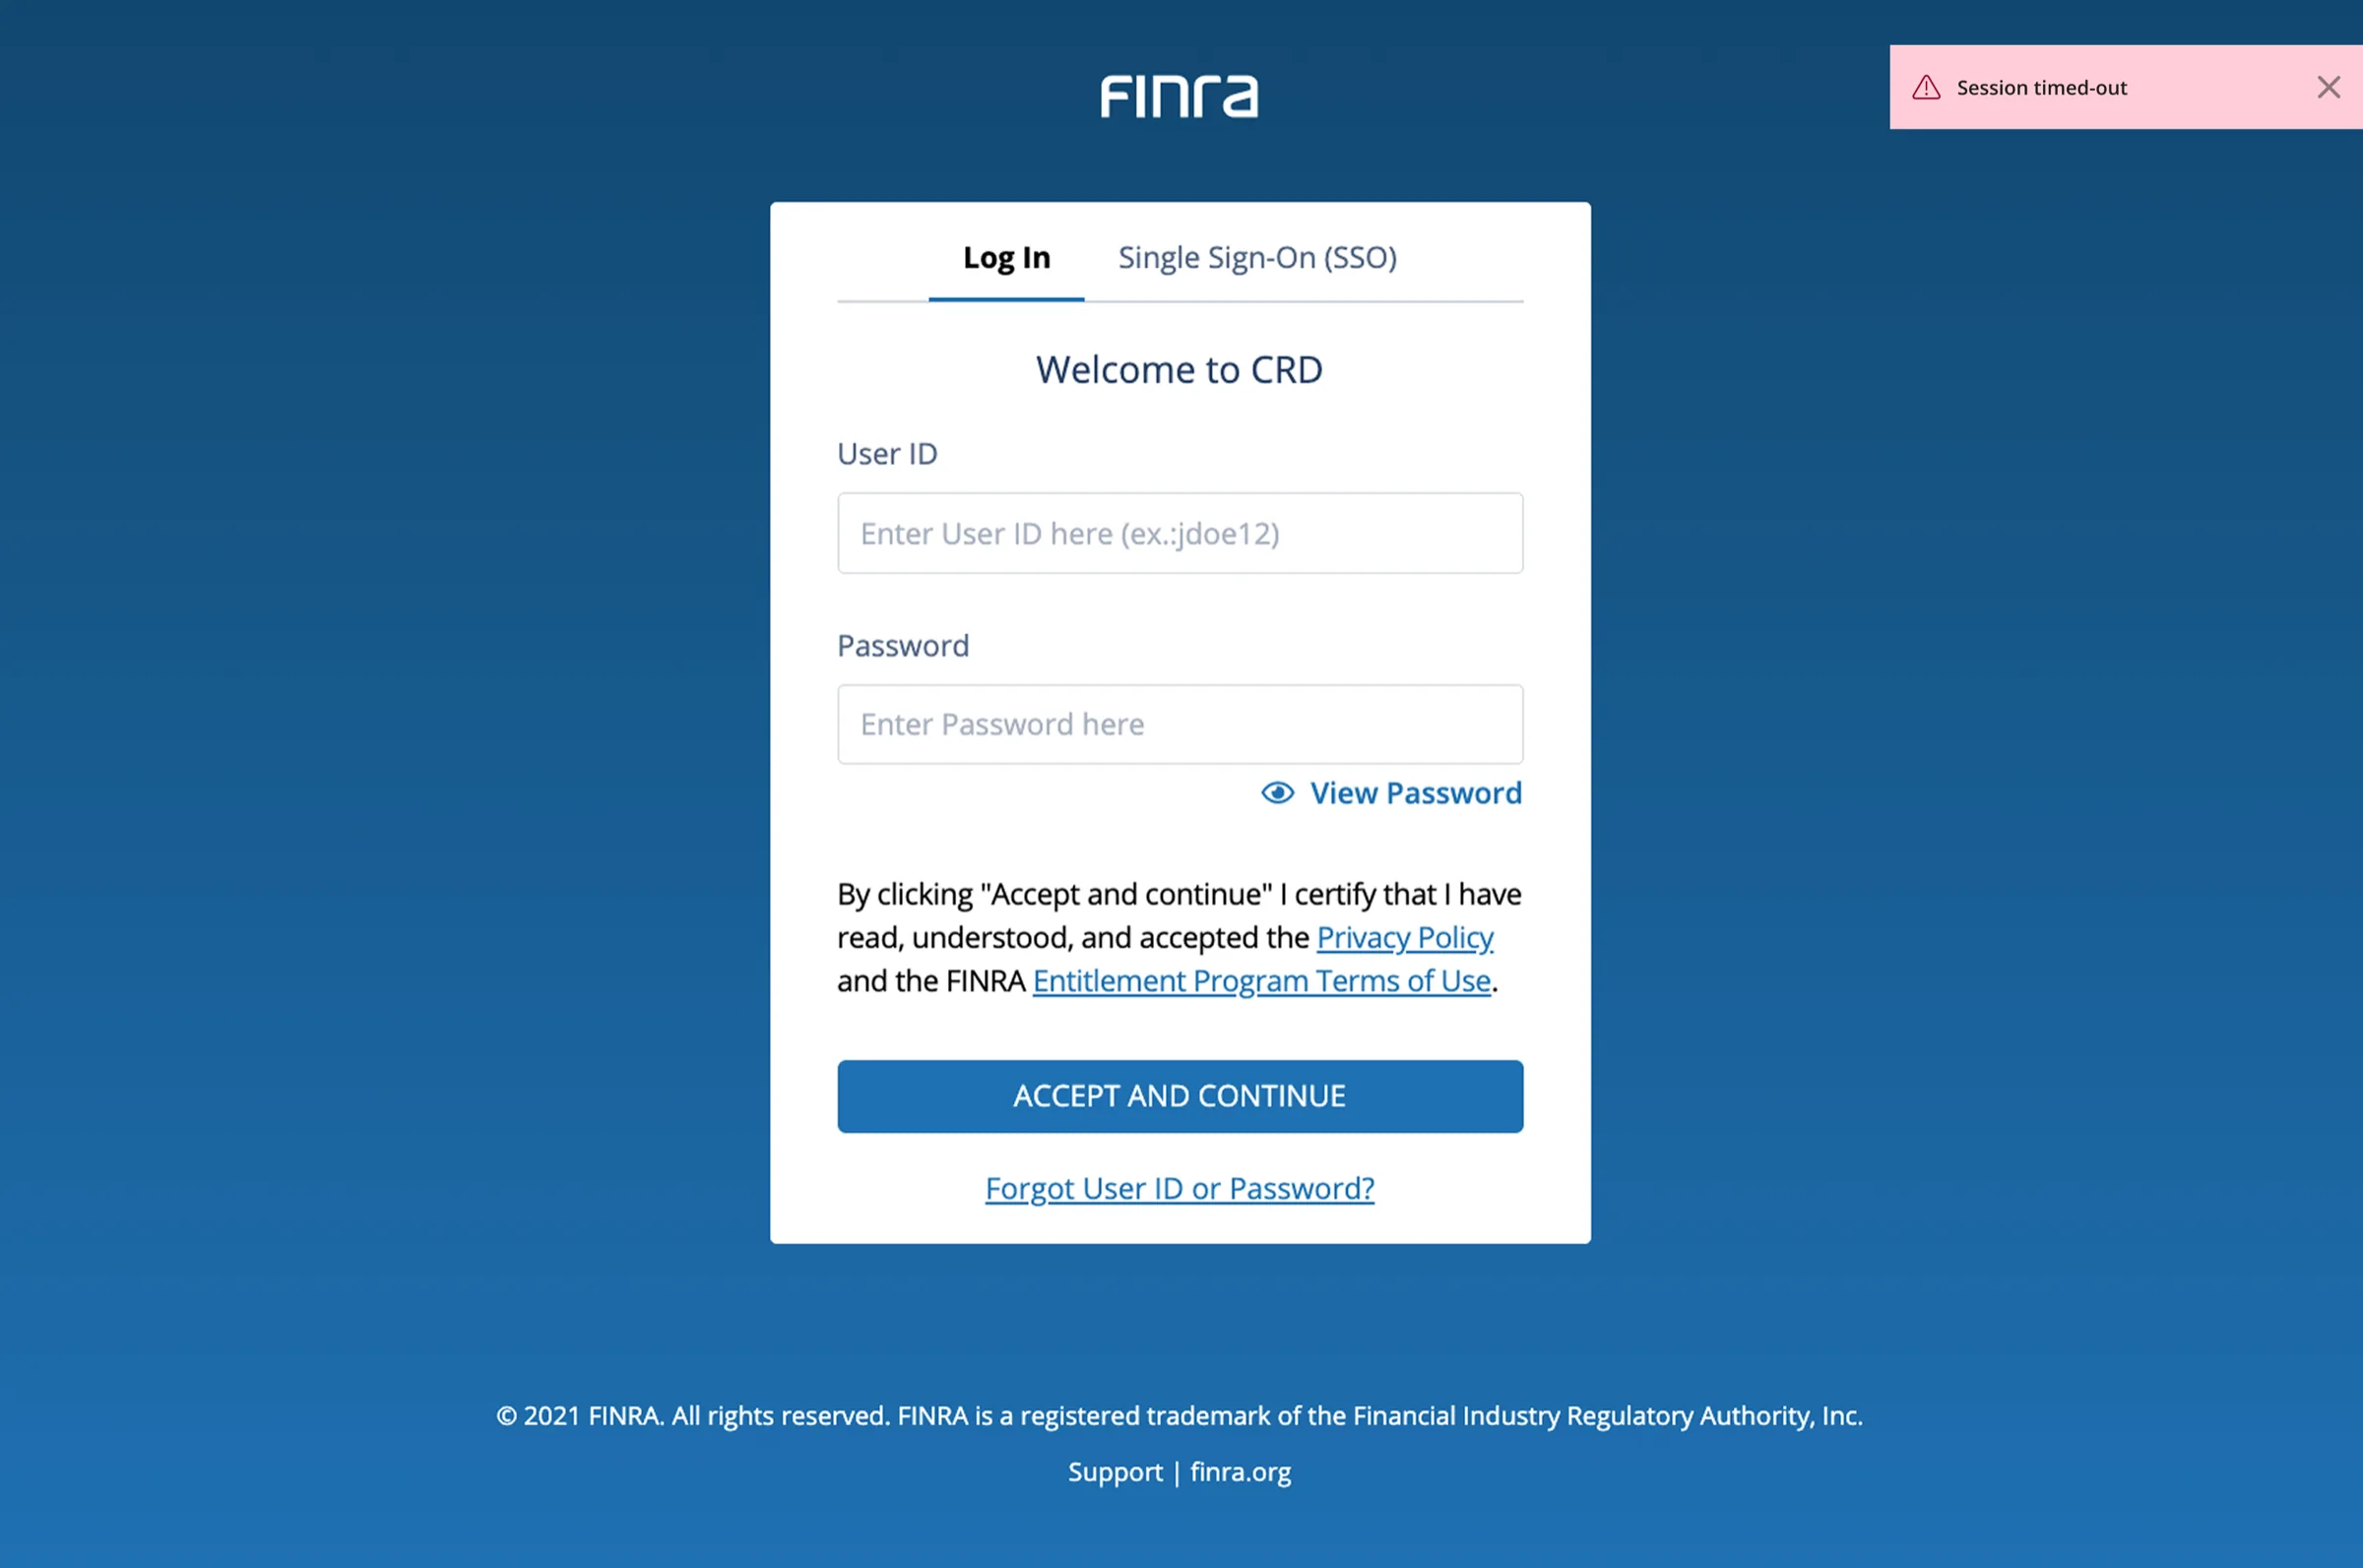 FINRA
Session timed-out
Log In
Single Sign-On (SSO)
Welcome to CRD
User ID
Enter User ID here (ex.:jdoe12)
Password
Enter Password here
View Password
By clicking "Accept and continue" I certify that I have
read, understood, and accepted the Privacy Policy
and the FINRA Entitlement Program Terms of Use.
ACCEPT AND CONTINUE
Forgot User ID or Password?
© 2021 FINRA. All rights reserved. FINRA is a registered trademark of the Financial Industry Regulatory Authority, Inc.
Support | finra.org